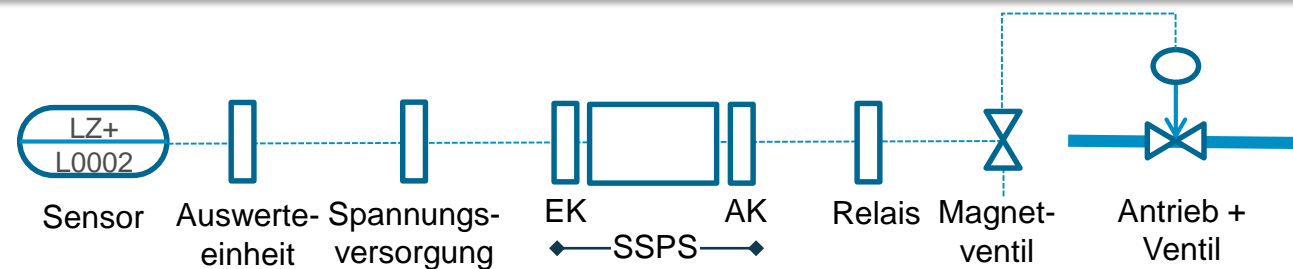 LZ+
L0002
Sensor
Auswerte-
einheit
Spannungs-
versorgung
EK
AK
SSPS
Relais
Magnet-
ventil
Antrieb +
Ventil